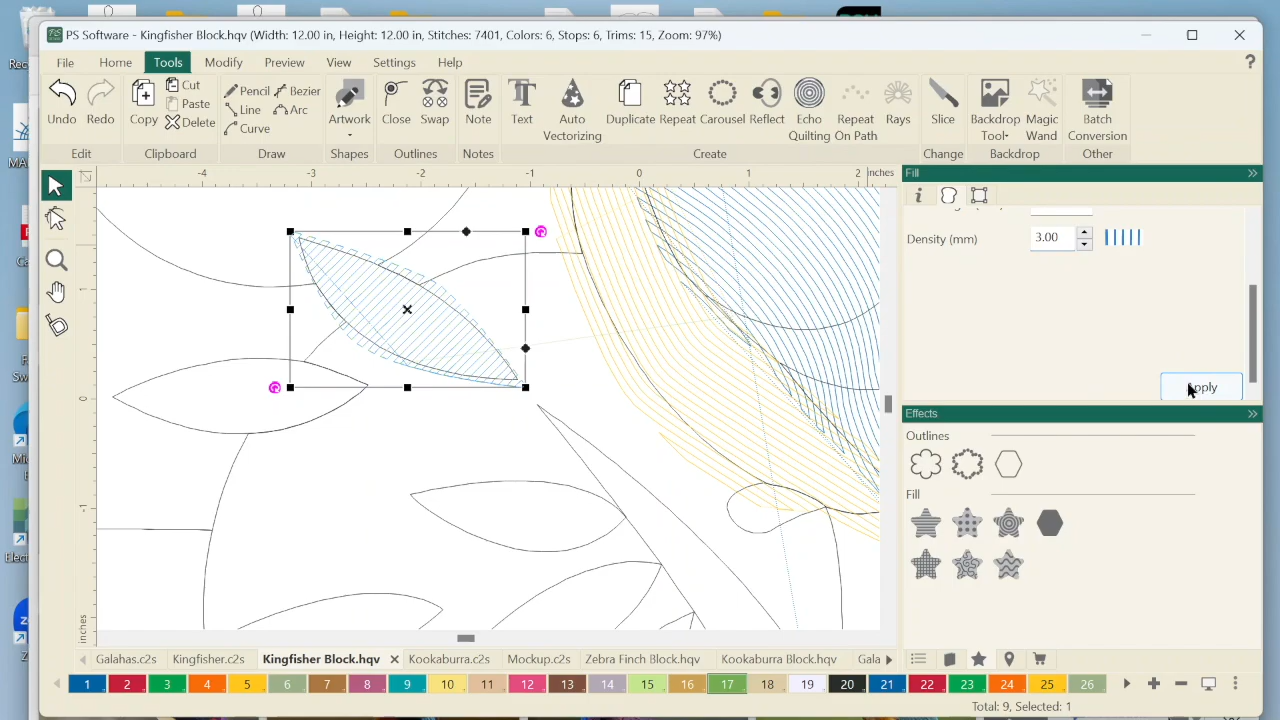 PS Software - Kingfisher Block.hqv (Width: 12.00 in, Height: 12.00 in, Stitches: 7401, Colors: 6, Stops: 6, Trims: 15, Zoom: 97%)
File Home Tools Modify Preview View Settings Help
Undo Redo Copy Cut Paste Delete Pencil Bezier Line Arc Curve Artwork Close Swap Note Text Auto Vectorizing Duplicate Repeat Carousel Reflect Echo Quilting Repeat On Path Rays Slice Backdrop Tool Magic Wand Batch Conversion
Edit Clipboard Draw Shapes Outlines Notes Create Change Backdrop Other
-4 -3 -2 -1 0 1 2 inches
1
0
-1
inches
Fill
Density (mm) 3.00
Apply
Effects
Outlines
Fill
Galahas.c2s Kingfisher.c2s Kingfisher Block.hqv Kookaburra.c2s Mockup.c2s Zebra Finch Block.hqv Kookaburra Block.hqv Gala
1 2 3 4 5 6 7 8 9 10 11 12 13 14 15 16 17 18 19 20 21 22 23 24 25 26
Total: 9, Selected: 1